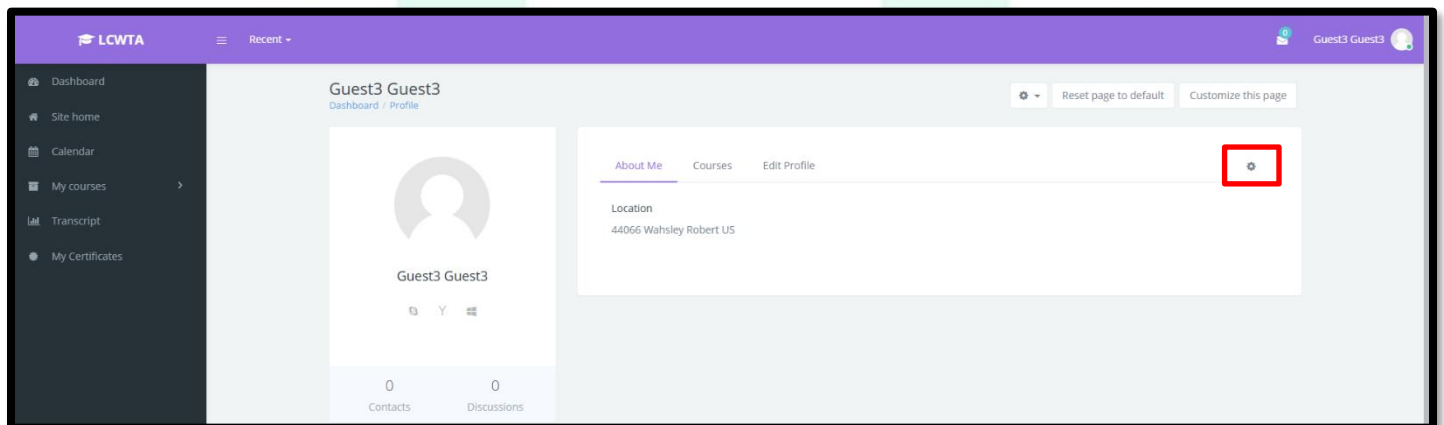 LCWTA
Recent
0
Guest3 Guest3
Dashboard
Site home
Calendar
My courses
Transcript
My Certificates
Guest3 Guest3
Dashboard / Profile
Reset page to default
Customize this page
Guest3 Guest3
0 0
Contacts Discussions
About Me Courses Edit Profile
Location
44066 Wahsley Robert US